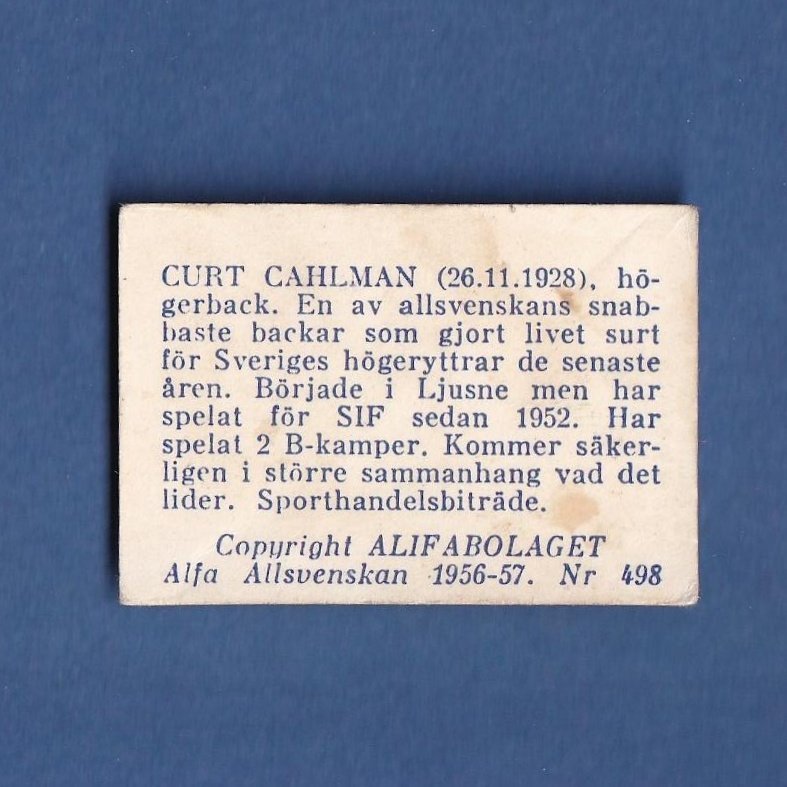 CURT CAHLMAN (26.11.1928), hö-
gerback. En av allsvenskans snab-
baste backar som gjort livet surt
för Sveriges högeryttrar de senaste
åren. Började i Ljusne men har
spelat för SIF sedan 1952. Har
spelat 2 B-kamper. Kommer säker-
ligen i större sammanhang vad det
lider. Sporthandelsbiträde.
Copyright ALIFABOLAGET
Alfa Allsvenskan 1956-57. Nr 498